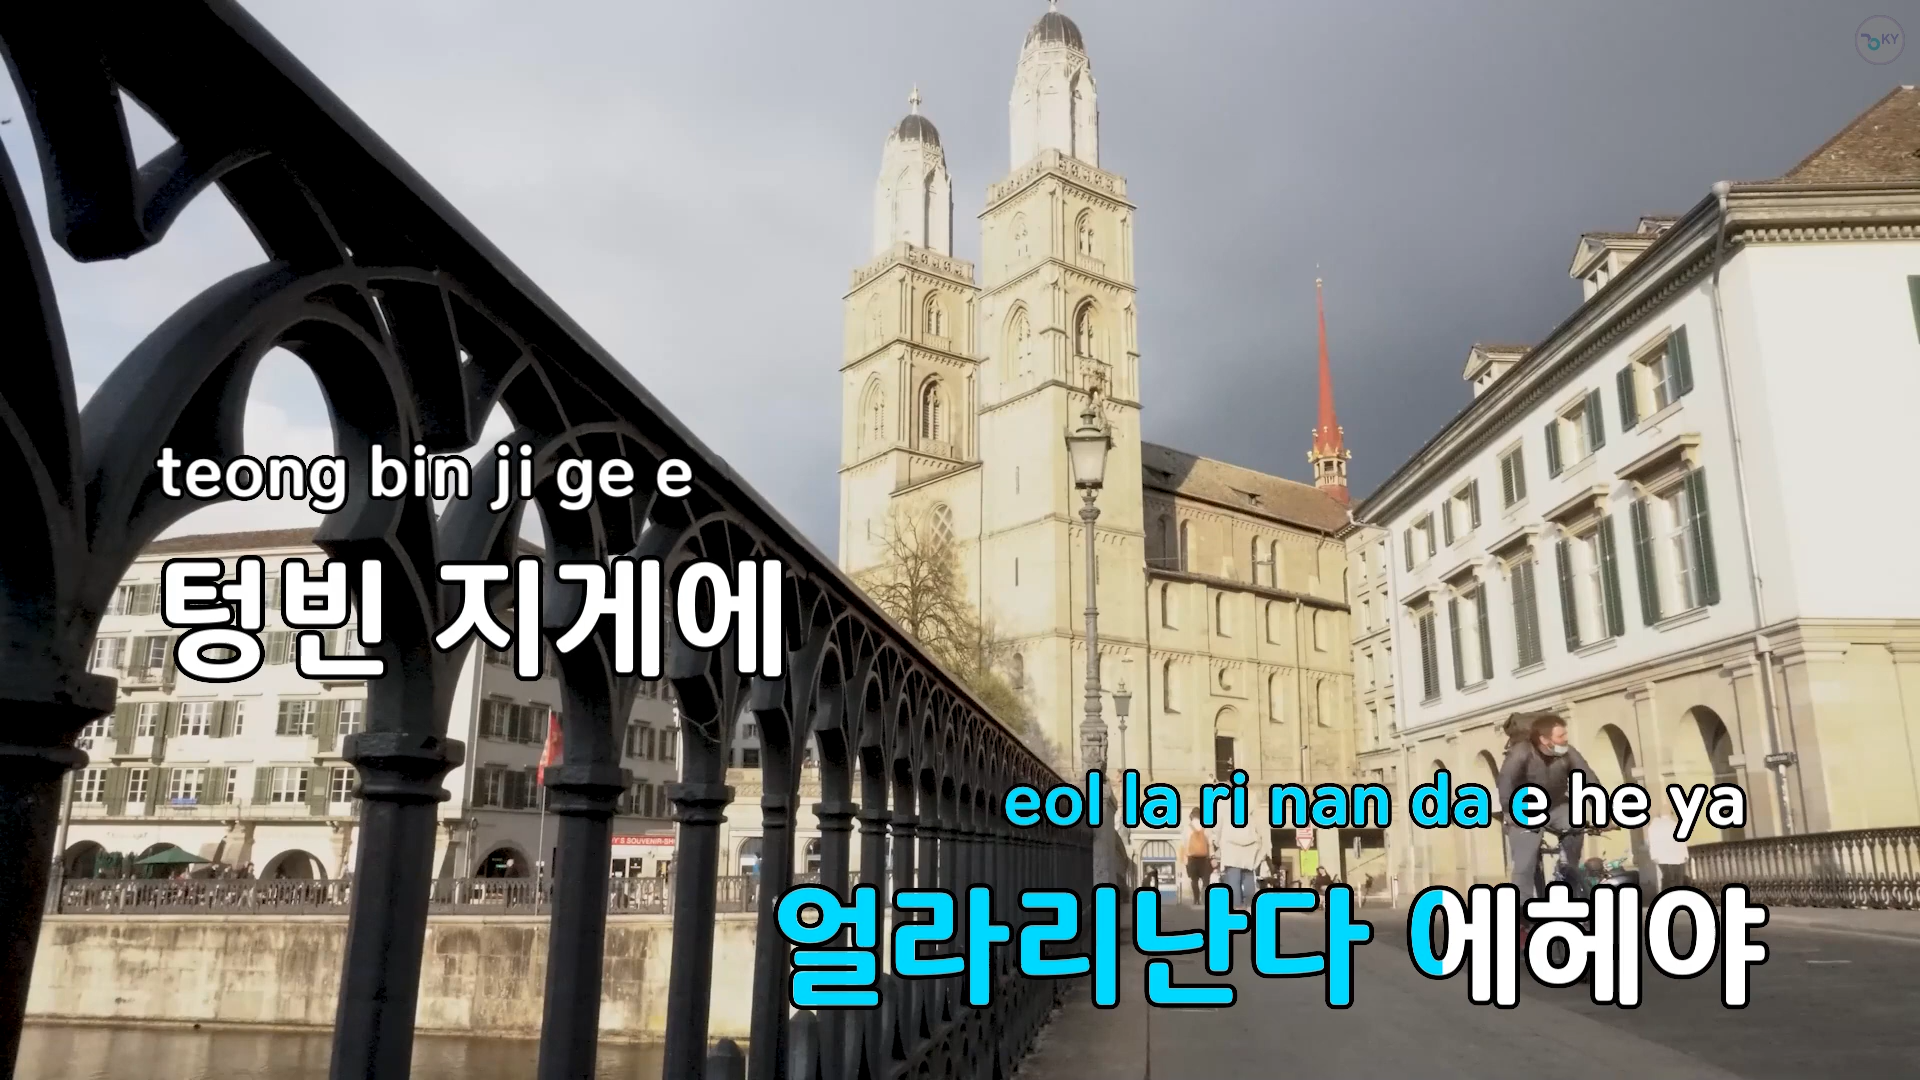 KY
teong bin ji ge e
텅빈 지게에
eol la ri nan da e he ya
얼라리난다 에헤야